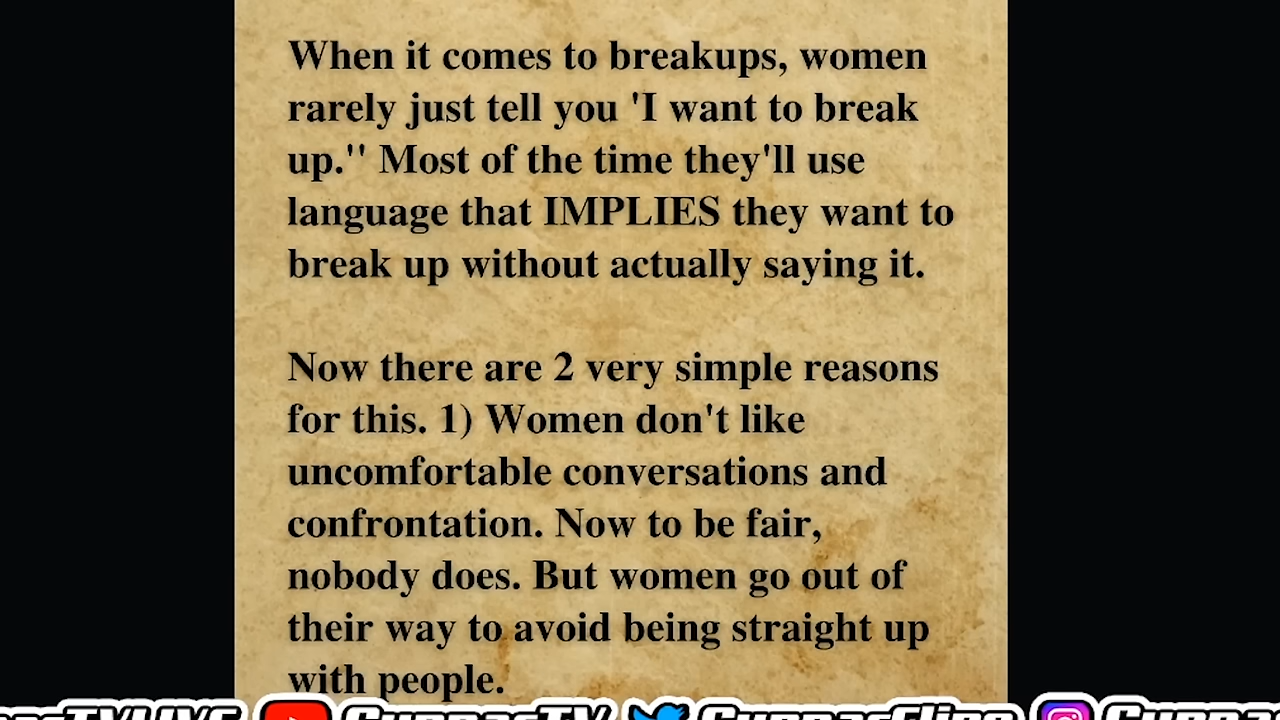 When it comes to breakups, women
rarely just tell you 'I want to break
up.'' Most of the time they'll use
language that IMPLIES they want to
break up without actually saying it.
Now there are 2 very simple reasons
for this. 1) Women don't like
uncomfortable conversations and
confrontation. Now to be fair,
nobody does. But women go out of
their way to avoid being straight up
with people.